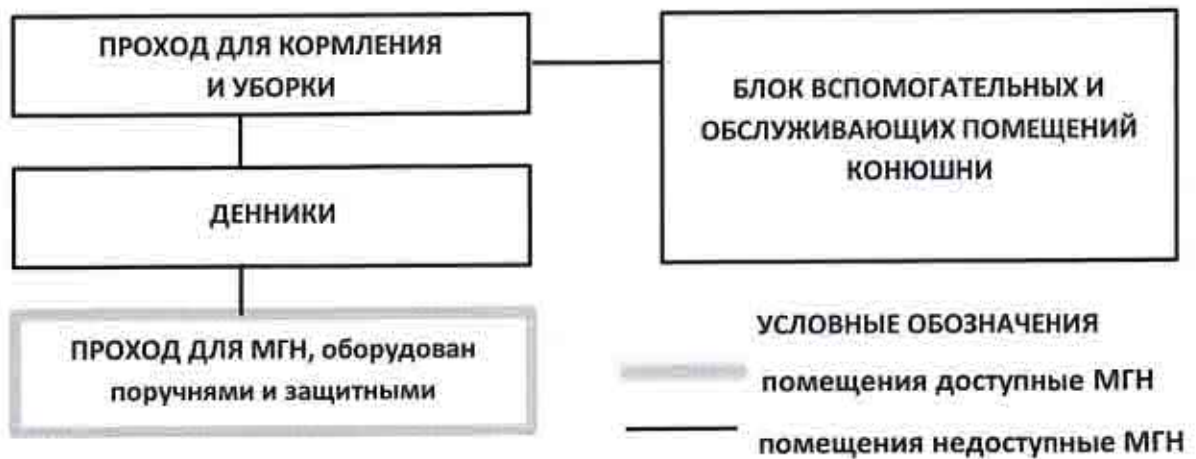 ПРОХОД ДЛЯ КОРМЛЕНИЯ
И УБОРКИ
БЛОК ВСПОМОГАТЕЛЬНЫХ И
ОБСЛУЖИВАЮЩИХ ПОМЕЩЕНИЙ
КОНЮШНИ
ДЕННИКИ
ПРОХОД ДЛЯ МГН, оборудован
поручнями и защитными
УСЛОВНЫЕ ОБОЗНАЧЕНИЯ
помещения доступные МГН
помещения недоступные МГН